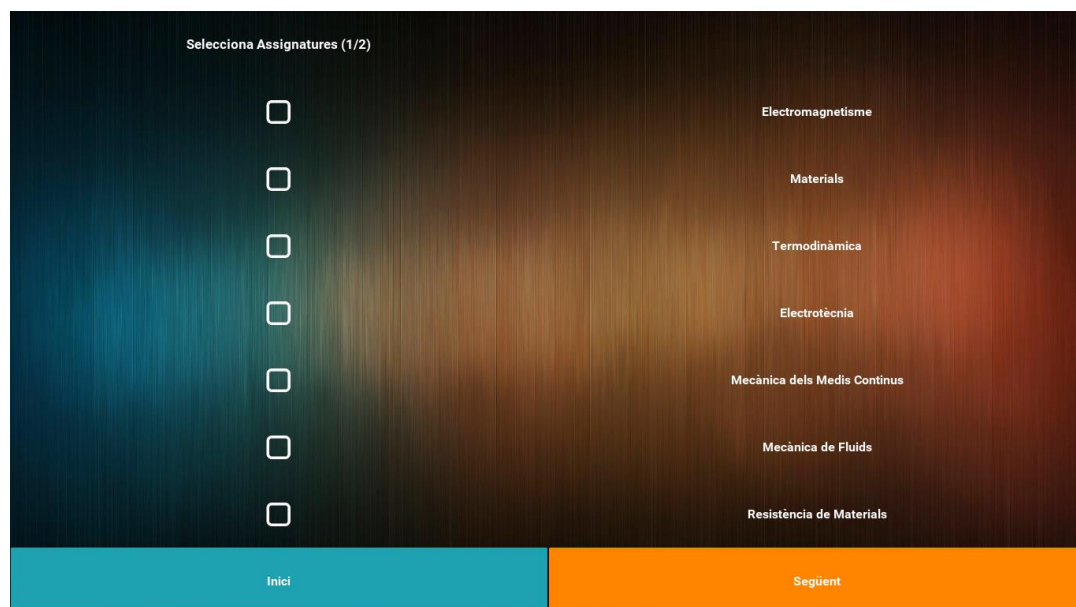 Selecciona Assignatures (1/2)
Electromagnetisme
Materials
Termodinàmica
Electrotècnia
Mecànica dels Medis Continus
Mecànica de Fluids
Resistència de Materials
Inici
Següent